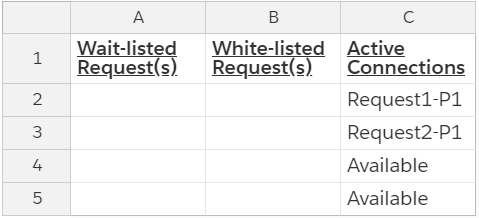 A B C
1 Wait-listed White-listed Active
Request(s) Request(s) Connections
2 Request1-P1
3 Request2-P1
4 Available
5 Available